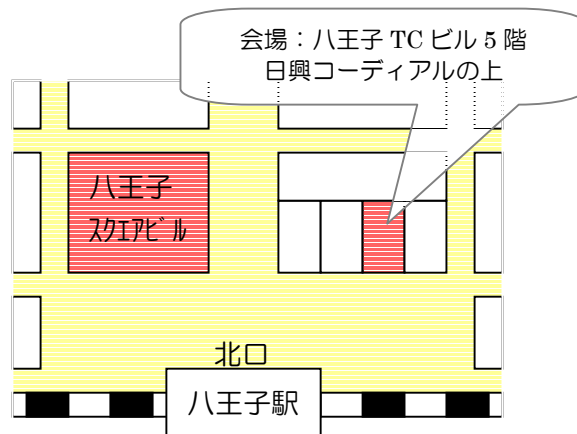 会場：八王子 TC ビル 5 階
日興コーディアルの上
八王子
ｽｸｴｱﾋﾞﾙ
北口
八王子駅